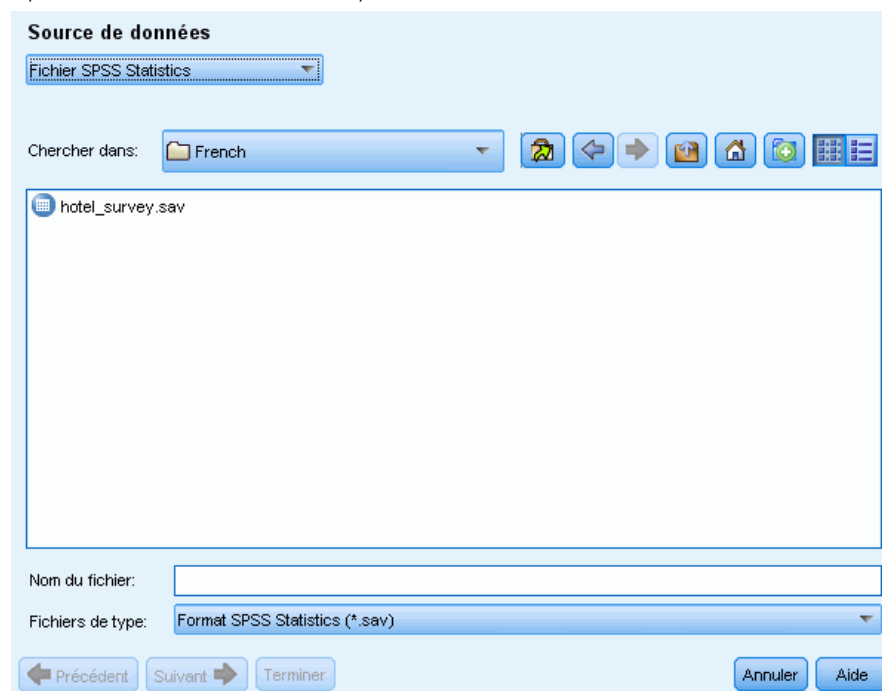 Source de données
Fichier SPSS Statistics
Chercher dans: French
hotel_survey.sav
Nom du fichier:
Fichiers de type: Format SPSS Statistics (*.sav)
Précédent Suivant Terminer Annuler Aide